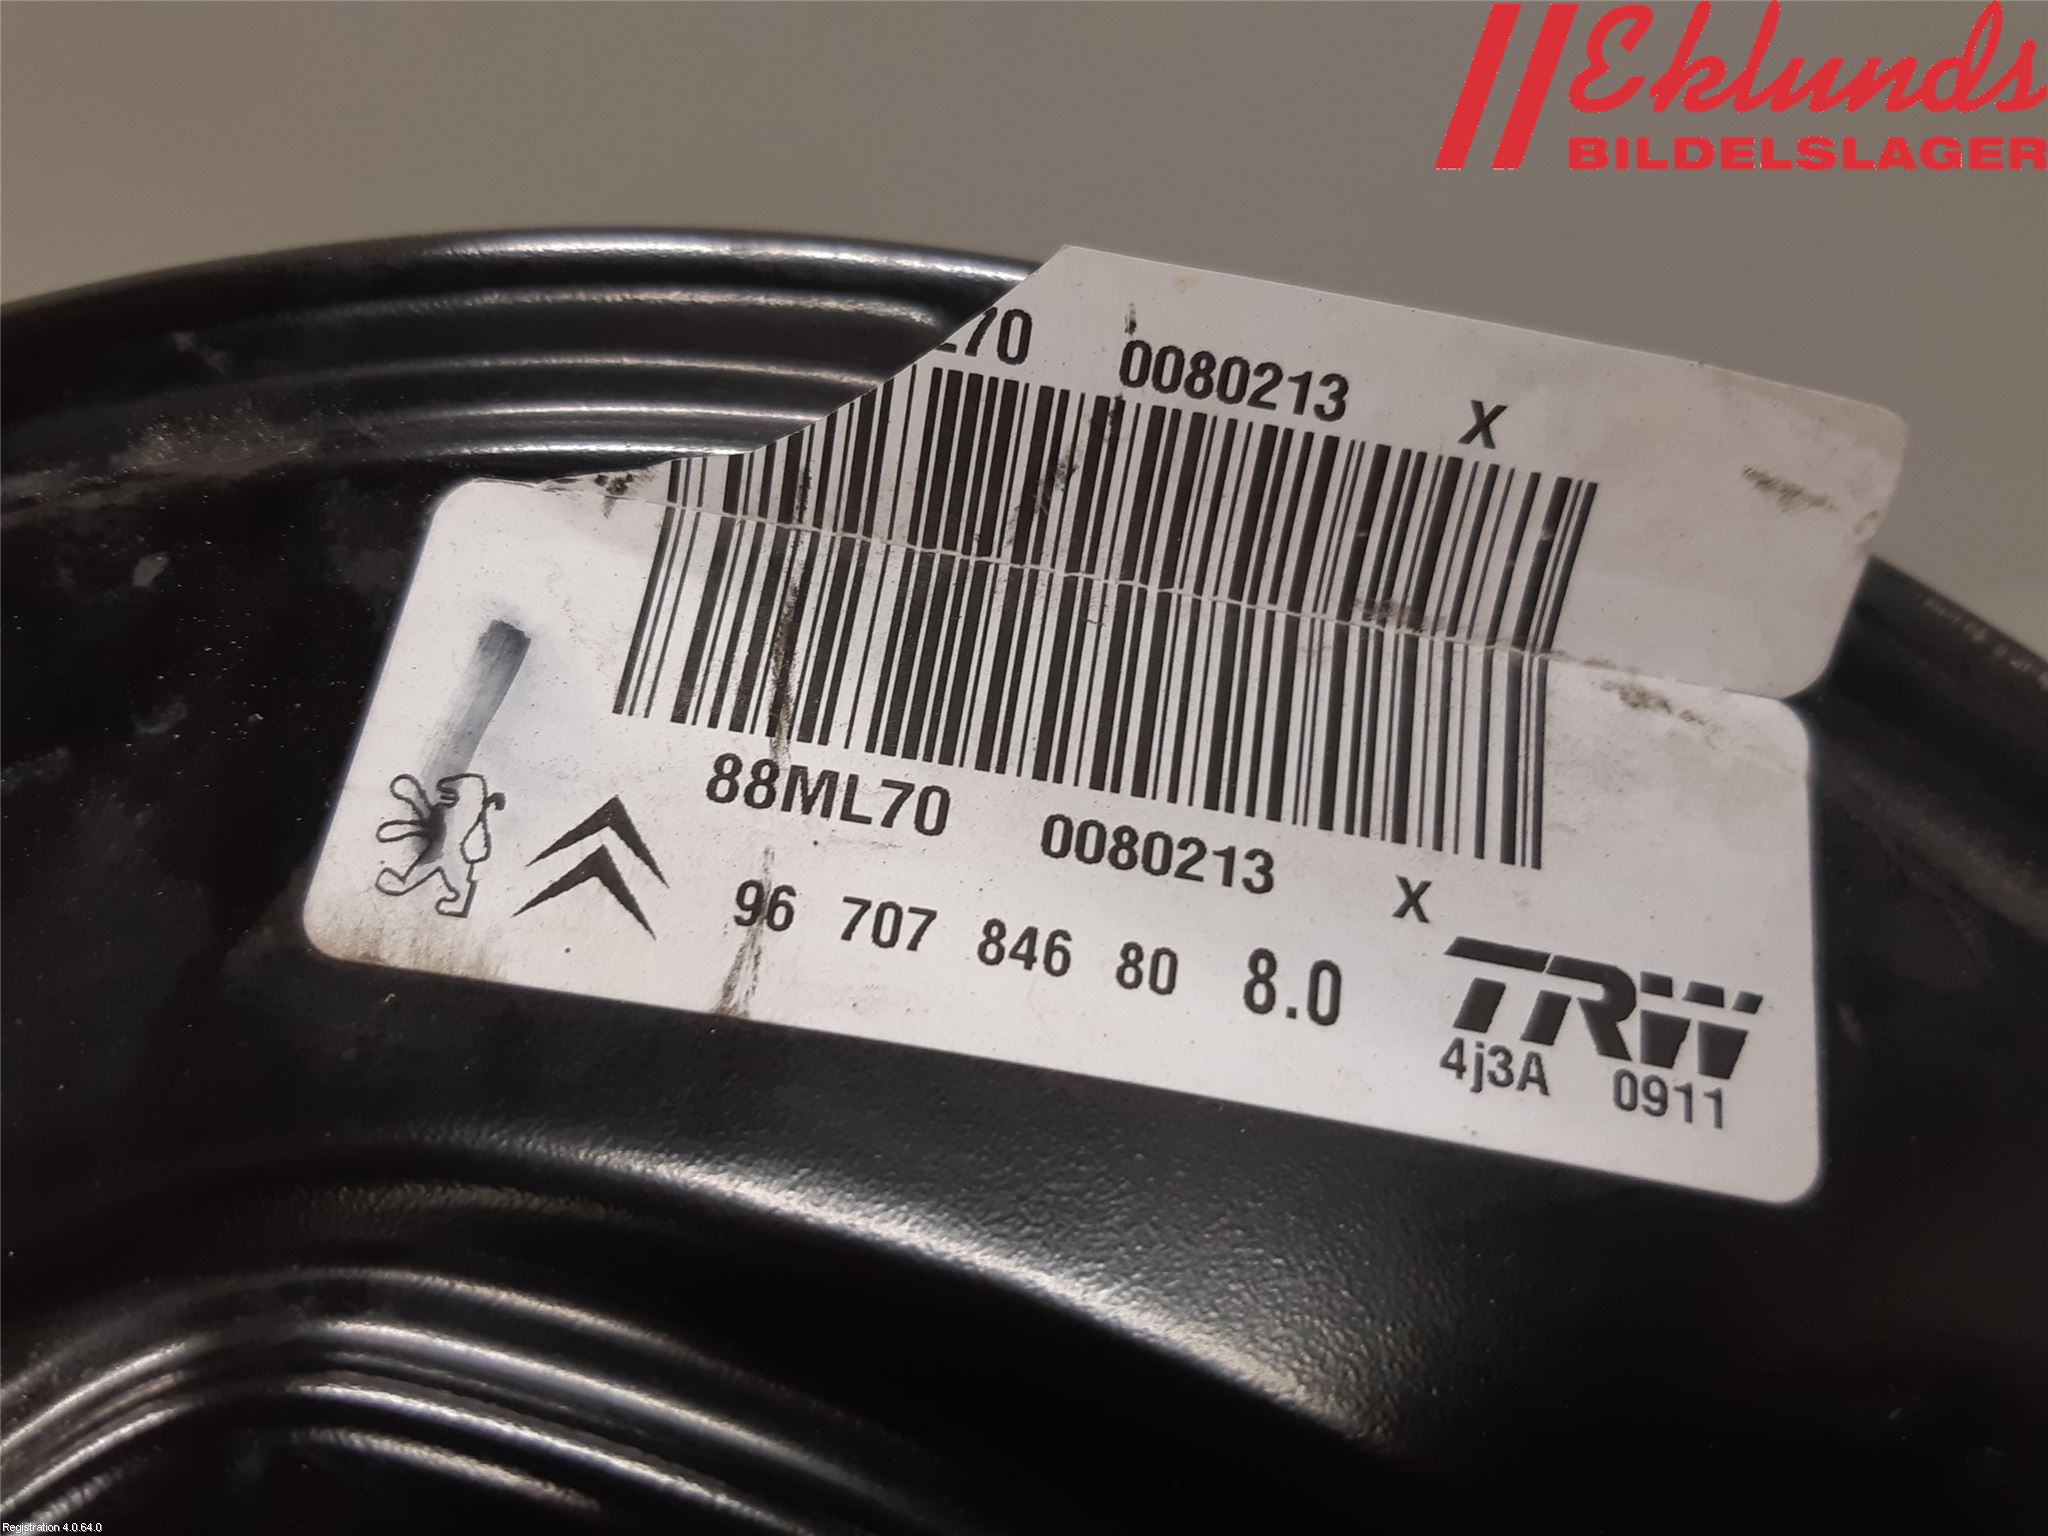 Eklunds
BILDELSLAGER
L70 0080213 X
88ML70 0080213 X
96 707 846 80 8.0
TRW
4j3A 0911
Registration 4.0.64.0